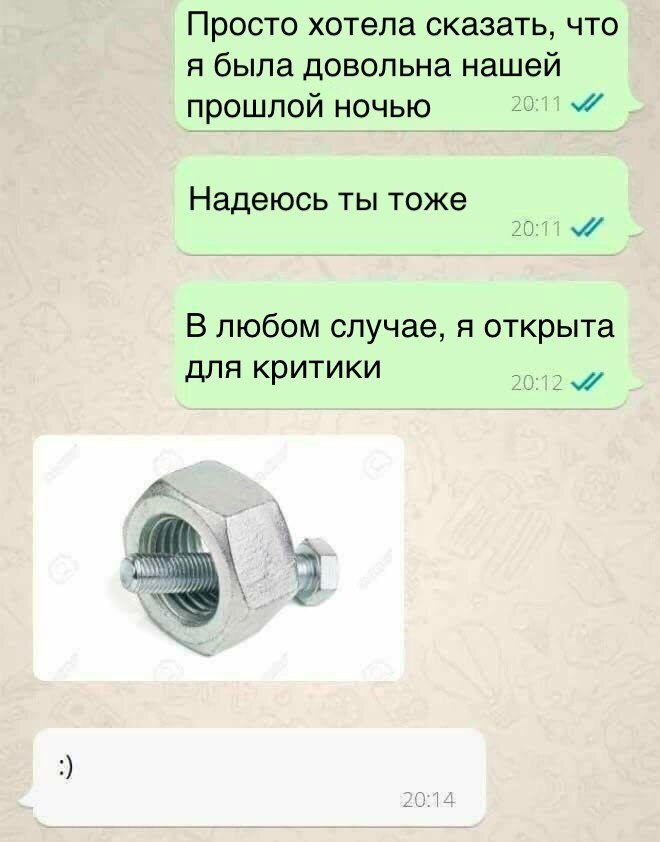 Просто хотела сказать, что
я была довольна нашей
прошлой ночью 20:11
Надеюсь ты тоже
20:11
В любом случае, я открыта
для критики 20:12
:)
20:14